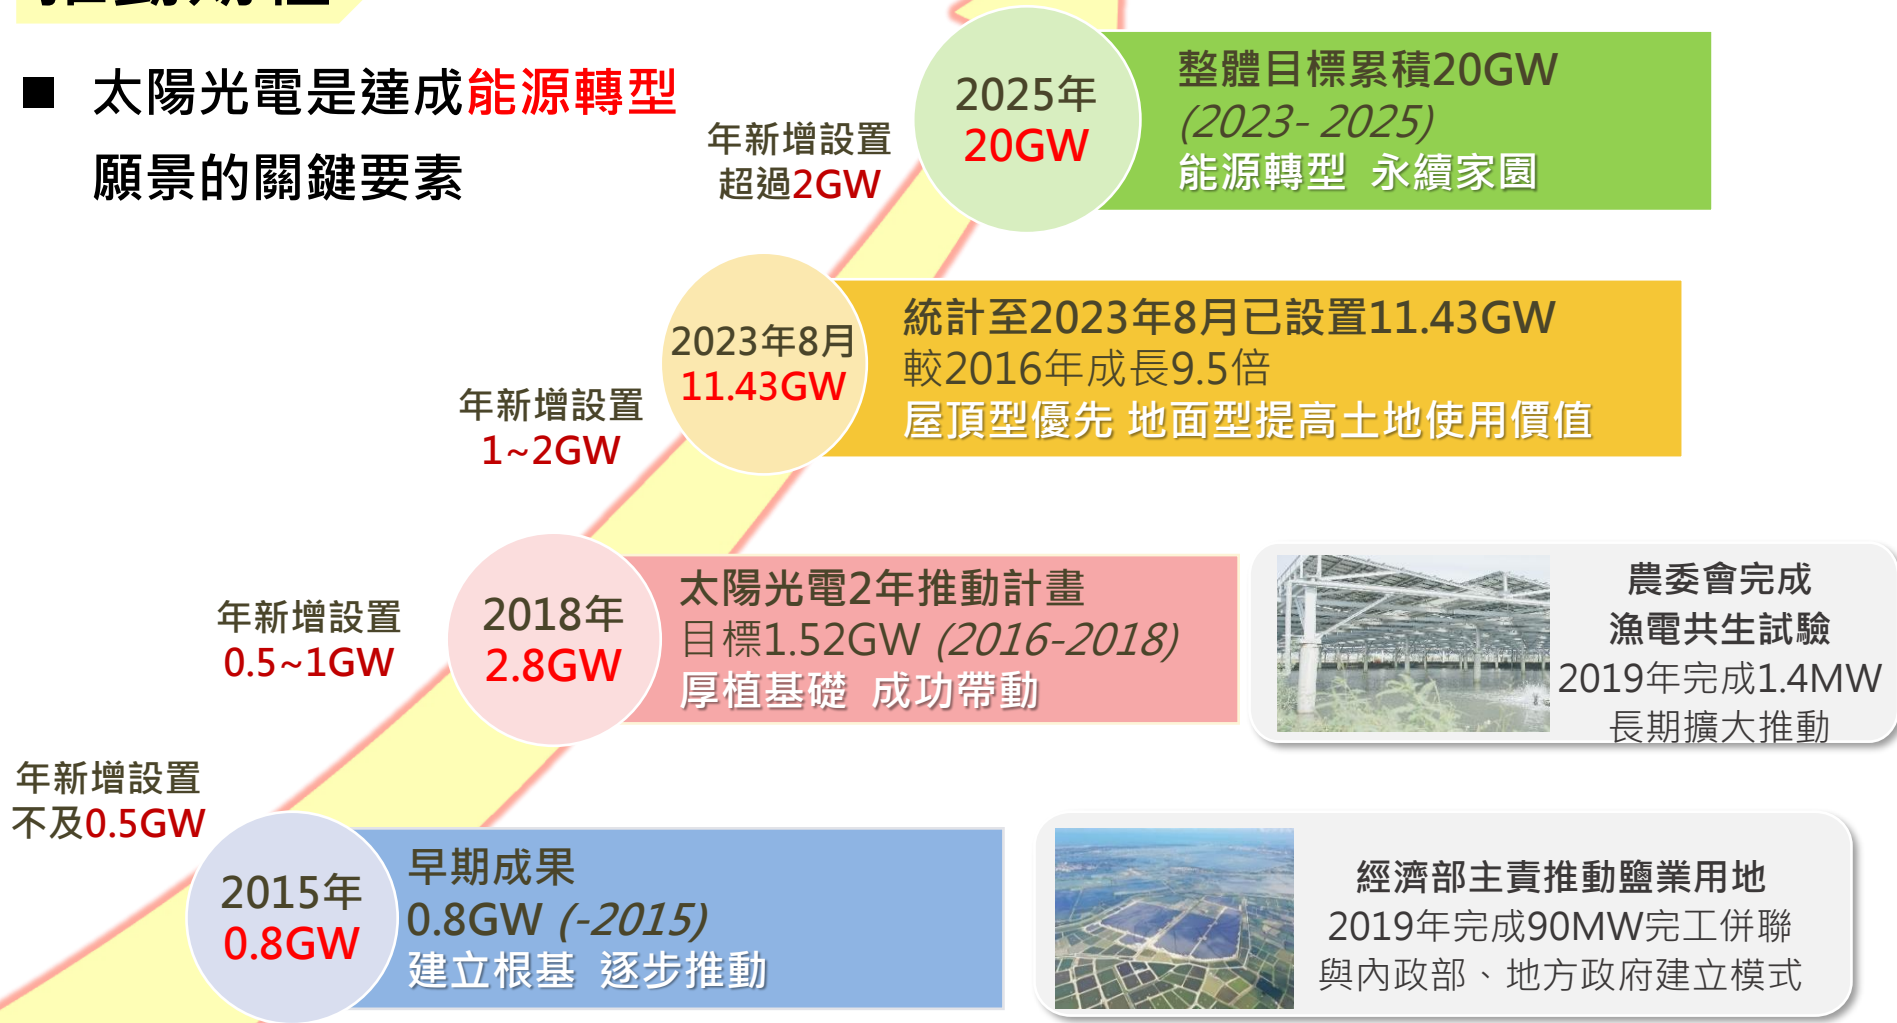 ■ 太陽光電是達成能源轉型
願景的關鍵要素
年新增設置
超過2GW
2025年
20GW
整體目標累積20GW
(2023- 2025)
能源轉型 永續家園
年新增設置
1~2GW
2023年8月
11.43GW
統計至2023年8月已設置11.43GW
較2016年成長9.5倍
屋頂型優先 地面型提高土地使用價值
年新增設置
0.5~1GW
2018年
2.8GW
太陽光電2年推動計畫
目標1.52GW (2016-2018)
厚植基礎 成功帶動
農委會完成
漁電共生試驗
2019年完成1.4MW
長期擴大推動
年新增設置
不及0.5GW
2015年
0.8GW
早期成果
0.8GW (-2015)
建立根基 逐步推動
經濟部主責推動鹽業用地
2019年完成90MW完工併聯
與內政部、地方政府建立模式